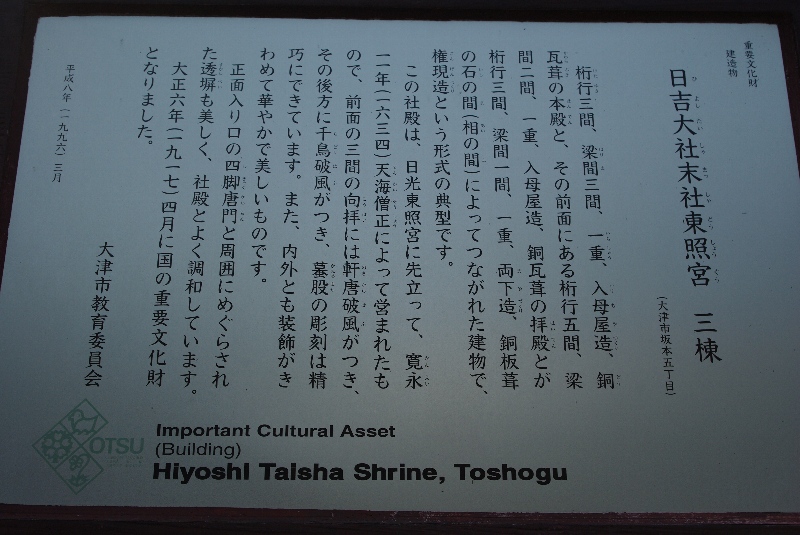 重要文化財
建造物
日吉大社末社東照宮 三棟
(大津市坂本五丁目)
桁行三間、梁間三間、一重、入母屋造、銅
瓦葺の本殿と、その前面にある桁行五間、梁
間二間、一重、入母屋造、銅瓦葺の拝殿とが
桁行三間、梁間一間、一重、両下造、銅板葺
の石の間(相の間)によってつながれた建物で、
権現造という形式の典型です。
この社殿は、日光東照宮に先立って、寛永
一一年(一六三四)天海僧正によって営まれたも
ので、前面の三間の向拝には軒唐破風がつき、
その後方に千鳥破風がつき、蟇股の彫刻は精
巧にできています。また、内外とも装飾がき
わめて華やかで美しいものです。
正面入り口の四脚唐門と周囲にめぐらされ
た透塀も美しく、社殿とよく調和しています。
大正六年(一九一七)四月に国の重要文化財
となりました。
平成八年(一九九六)三月
大津市教育委員会
OTSU
Important Cultural Asset
(Building)
Hiyoshi Taisha Shrine, Toshogu